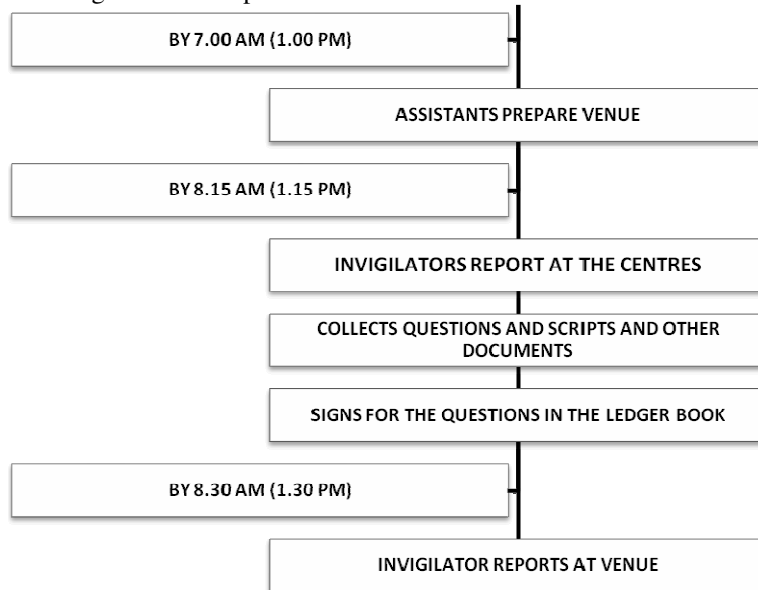 BY 7.00 AM (1.00 PM)
ASSISTANTS PREPARE VENUE
BY 8.15 AM (1.15 PM)
INVIGILATORS REPORT AT THE CENTRES
COLLECTS QUESTIONS AND SCRIPTS AND OTHER
DOCUMENTS
SIGNS FOR THE QUESTIONS IN THE LEDGER BOOK
BY 8.30 AM (1.30 PM)
INVIGILATOR REPORTS AT VENUE